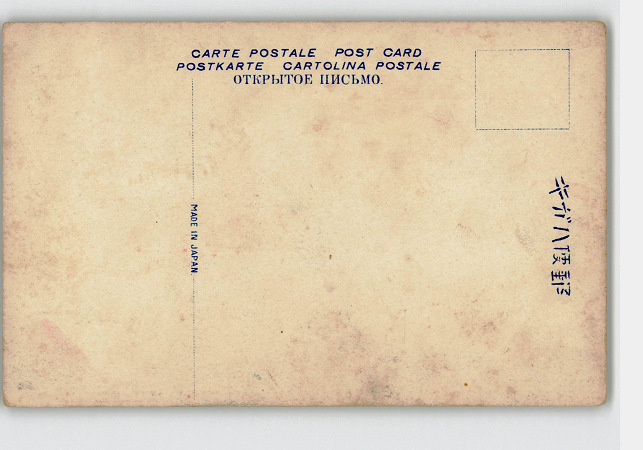 CARTE POSTALE POST CARD
POSTKARTE CARTOLINA POSTALE
ОТКРЫТОЕ ПИСЬМО.
MADE IN JAPAN.
キガハ便郵